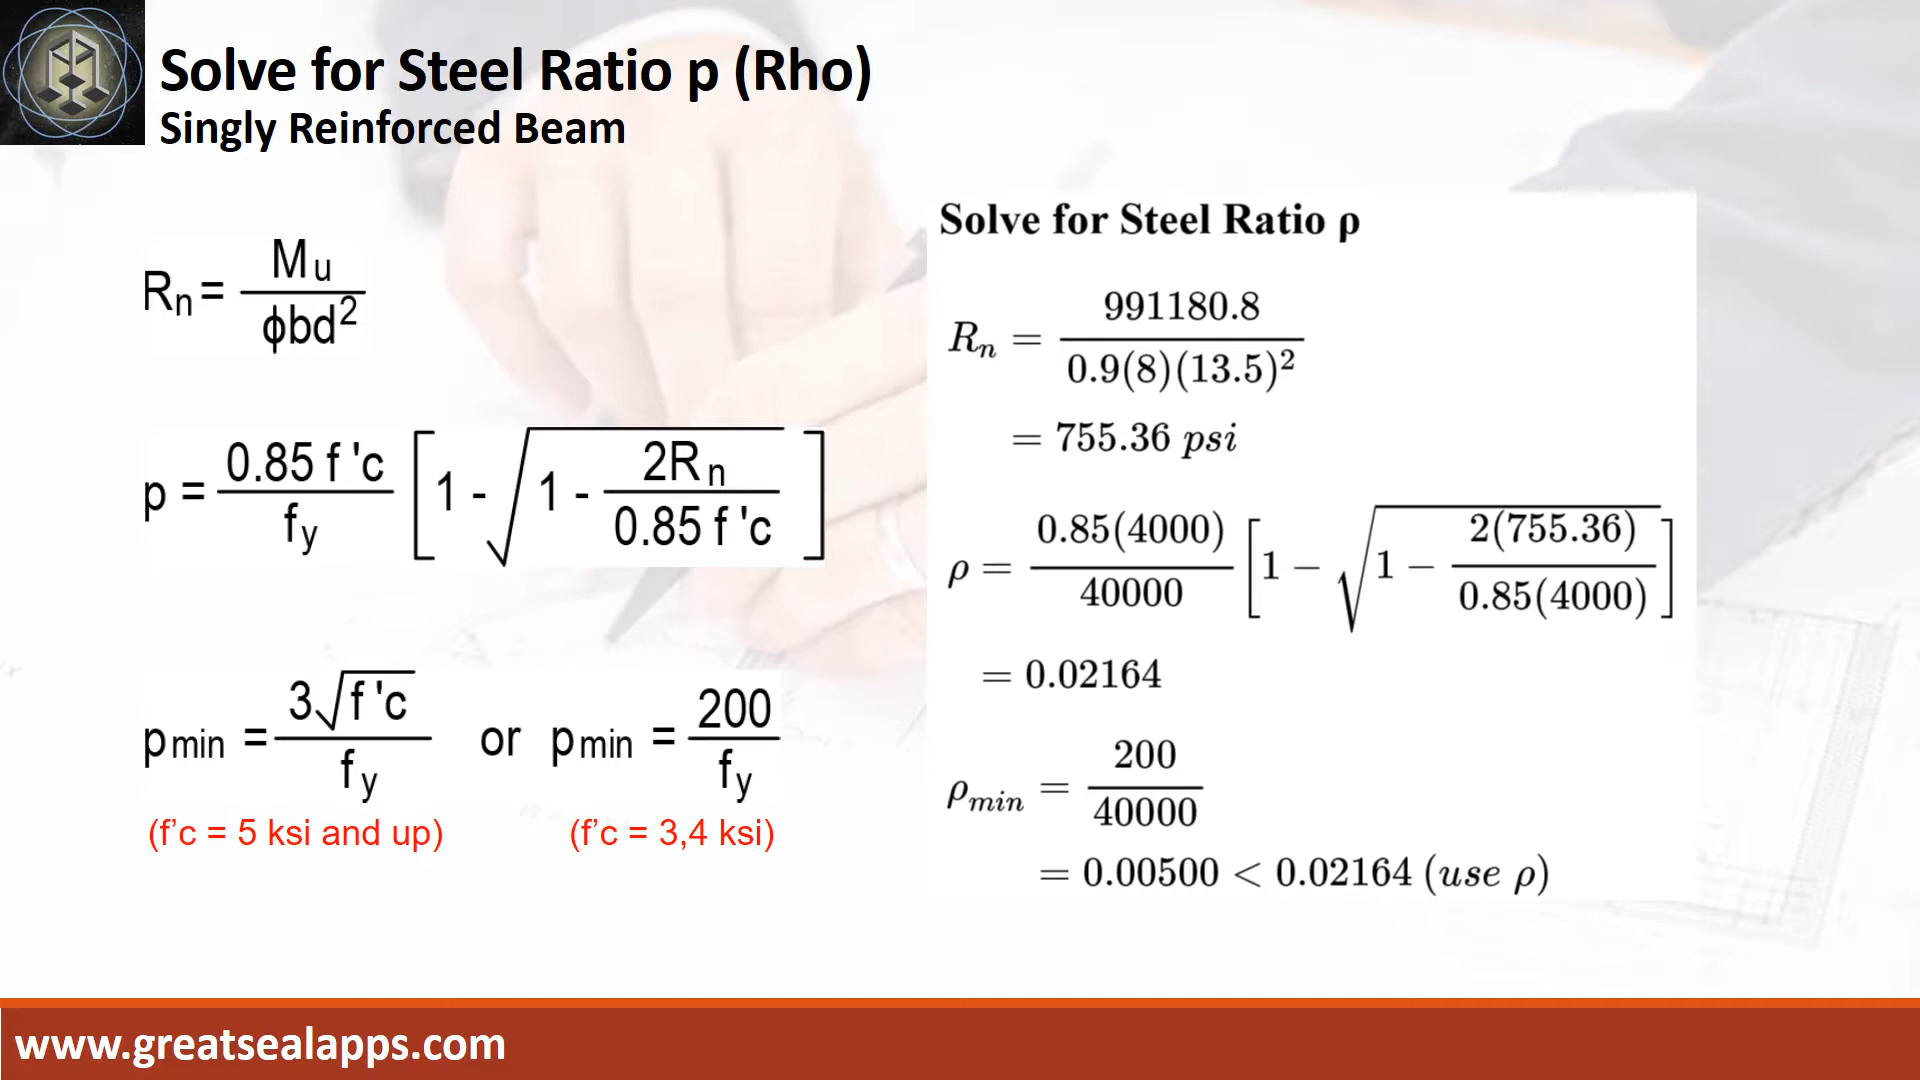 Solve for Steel Ratio p (Rho)
Singly Reinforced Beam
Rn = Mu / ϕbd²
p = 0.85 f 'c / fy [1 - √(1 - 2Rn / 0.85 f 'c)]
pmin = 3√f 'c / fy or pmin = 200 / fy
(f’c = 5 ksi and up) (f’c = 3,4 ksi)
Solve for Steel Ratio ρ
Rn = 991180.8 / 0.9(8)(13.5)²
= 755.36 psi
ρ = 0.85(4000) / 40000 [1 − √(1 − 2(755.36) / 0.85(4000))]
= 0.02164
ρmin = 200 / 40000
= 0.00500 < 0.02164 (use ρ)
www.greatsealapps.com